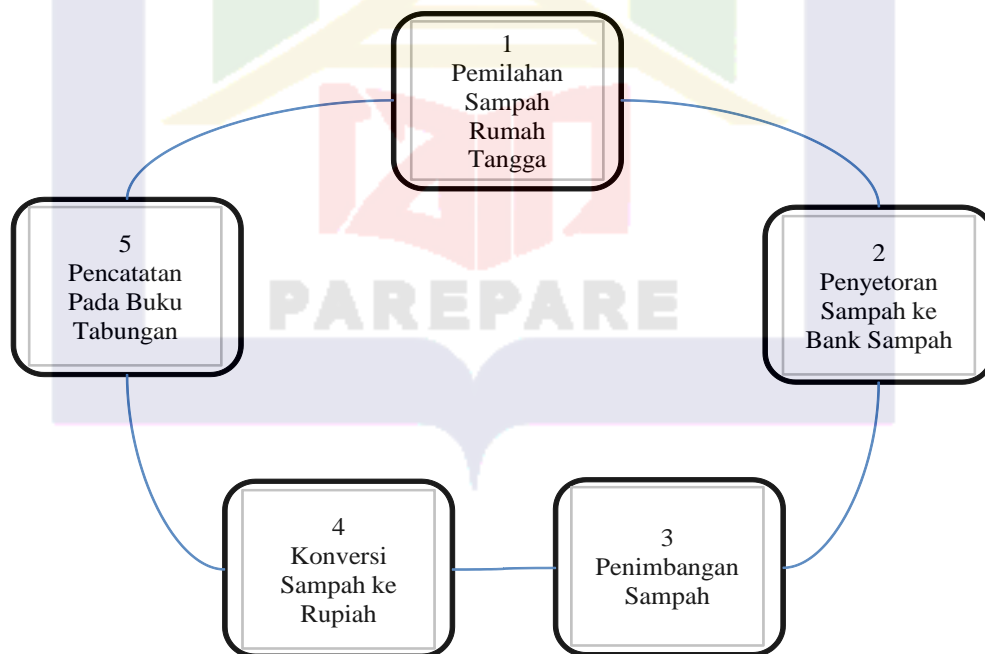 1
Pemilahan
Sampah
Rumah
Tangga
2
Penyetoran
Sampah ke
Bank Sampah
3
Penimbangan
Sampah
4
Konversi
Sampah ke
Rupiah
5
Pencatatan
Pada Buku
Tabungan
PAREPARE